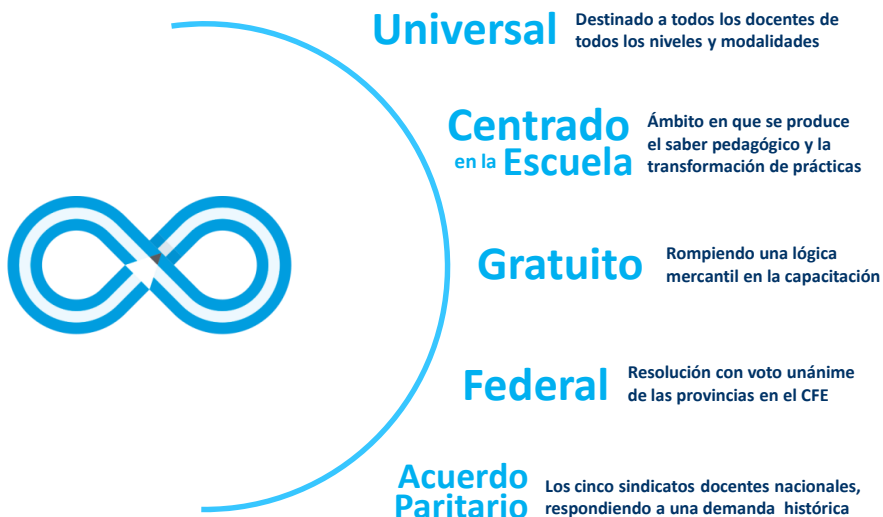 Universal
Destinado a todos los docentes de
todos los niveles y modalidades
Centrado
en la Escuela
Ámbito en que se produce
el saber pedagógico y la
transformación de prácticas
Gratuito
Rompiendo una lógica
mercantil en la capacitación
Federal
Resolución con voto unánime
de las provincias en el CFE
Acuerdo
Paritario
Los cinco sindicatos docentes nacionales,
respondiendo a una demanda histórica